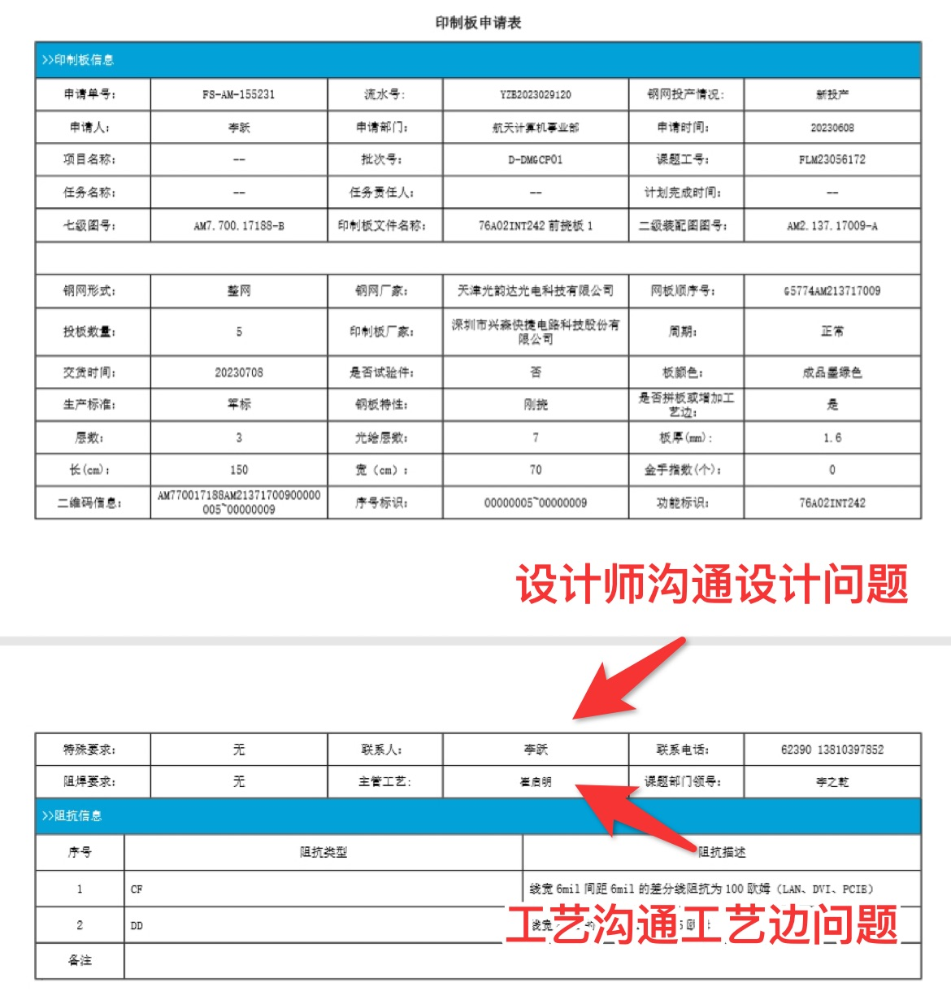 印制板申请表
>>印制板信息
申请单号: FS-AM-155231 流水号: YZB2023029120 钢网投产情况: 新投产
申请人: 李跃 申请部门: 航天计算机事业部 申请时间: 20230608
项目名称: -- 批次号: D-DMGCP01 课题工号: FLM23056172
任务名称: -- 任务责任人: -- 计划完成时间: --
七级图号: AM7.700.17188-B 印制板文件名称: 76A02INT242 前挠板 1 二级装配图图号: AM2.137.17009-A
钢网形式: 整网 钢网厂家: 天津光韵达光电科技有限公司 网板顺序号: G5774AM213717009
投板数量: 5 印制板厂家: 深圳市兴森快捷电路科技股份有
限公司 周期: 正常
交货时间: 20230708 是否试验件: 否 板颜色: 成品墨绿色
生产标准: 军标 钢板特性: 刚挠 是否拼板或增加工
艺边: 是
层数: 3 光绘层数: 7 板厚(mm): 1.6
长(cm): 150 宽（cm）: 70 金手指数(个): 0
二维码信息: AM770017188AM21371700900000
005~00000009 序号标识: 00000005~00000009 功能标识: 76A02INT242
设计师沟通设计问题
特殊要求: 无 联系人: 李跃 联系电话: 62390 13810397852
阻焊要求: 无 主管工艺: 崔启明 课题部门领导: 李之乾
>>阻抗信息
序号 阻抗类型 阻抗描述
1 CF 线宽 6mil 间距 6mil 的差分线阻抗为 100 欧姆（LAN、DVI、PCIE）
2 DD 线宽
工艺沟通工艺边问题
备注